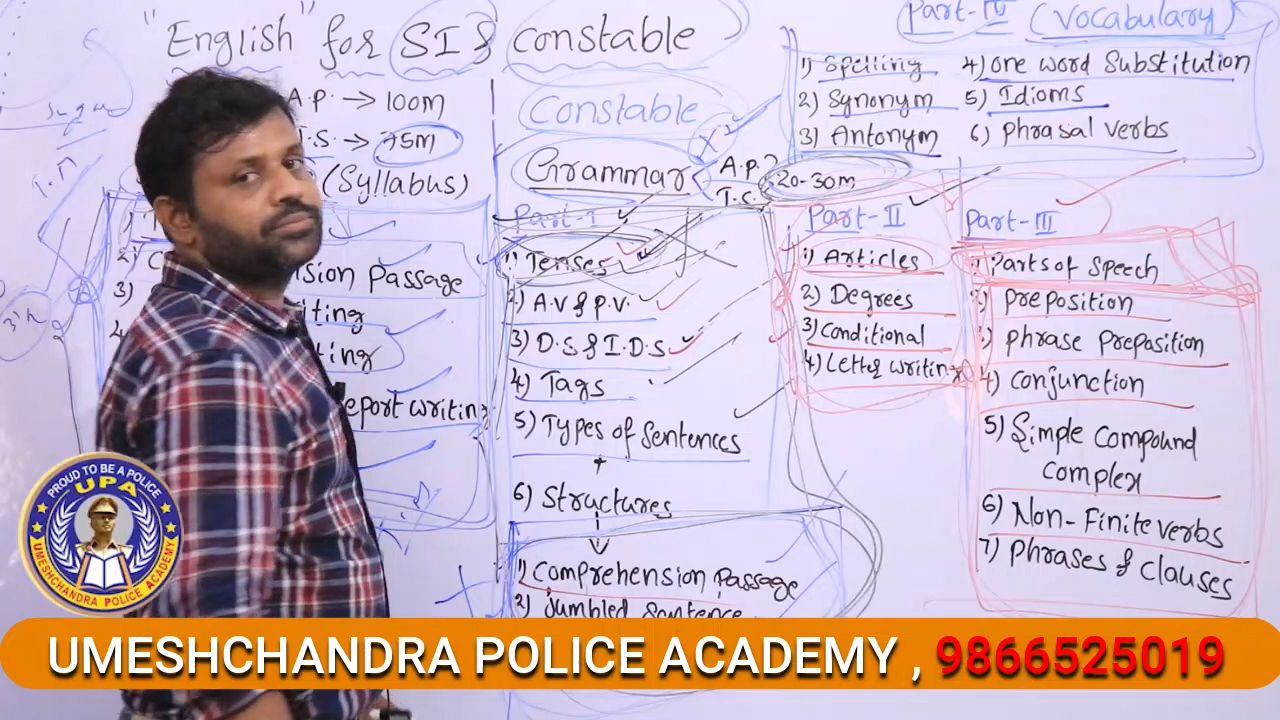 "English" for SI & constable
A.P. → 100m
T.S. → 75m
(Syllabus)
sion Passage
3)
iting
ting
eport writing
Constable
Grammar
A.P.
T.S.
20-30m
Part-I
1) Tenses
2) A.V & P.V.
3) D.S & I.D.S
4) Tags
5) Types of Sentences
+
6) Structures
1) Comprehension Passage
2) Jumbled Sentence
Part-IV (Vocabulary)
1) Spelling
2) Synonym
3) Antonym
4) one word Substitution
5) Idioms
6) Phrasal verbs
Part-II
1) Articles
2) Degrees
3) Conditional
4) Letter writing
Part-III
1) Parts of Speech
2) Preposition
3) Phrase Preposition
4) Conjunction
5) Simple Compound
Complex
6) Non-Finite verbs
7) Phrases & Clauses
PROUD TO BE A POLICE
UPA
UMESHCHANDRA POLICE ACADEMY
UMESHCHANDRA POLICE ACADEMY , 9866525019